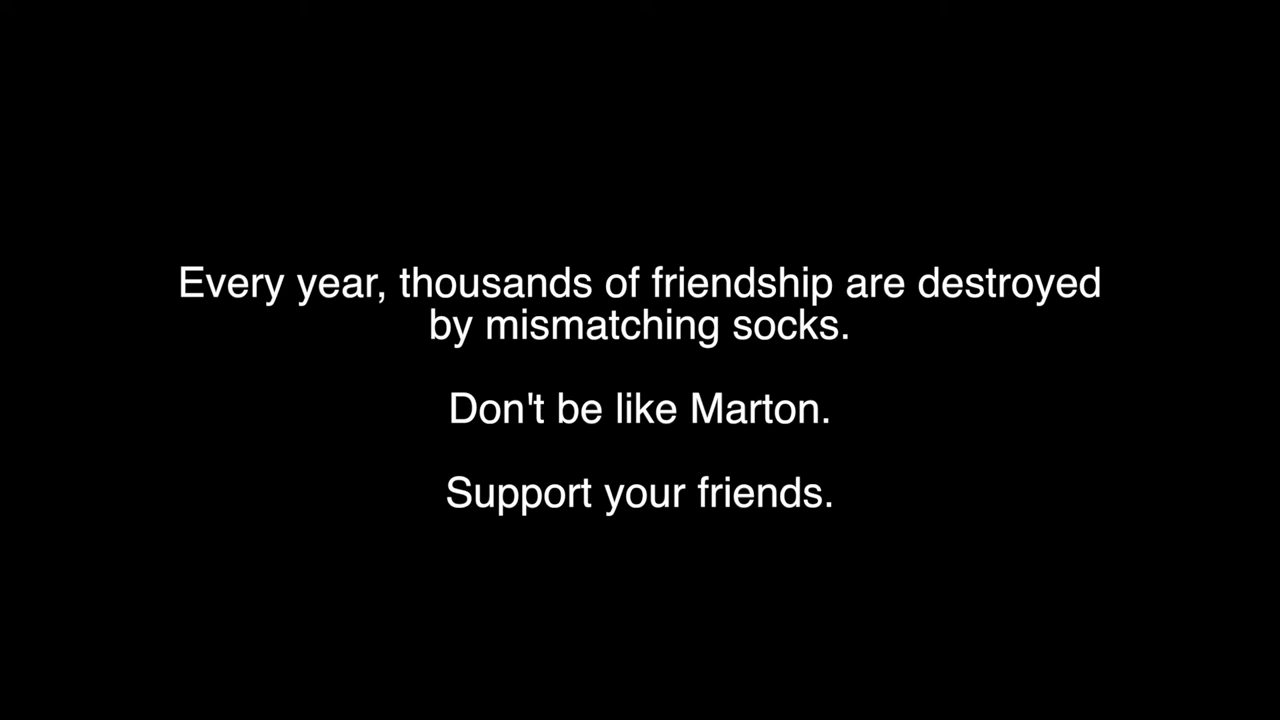 Every year, thousands of friendship are destroyed
by mismatching socks.
Don't be like Marton.
Support your friends.